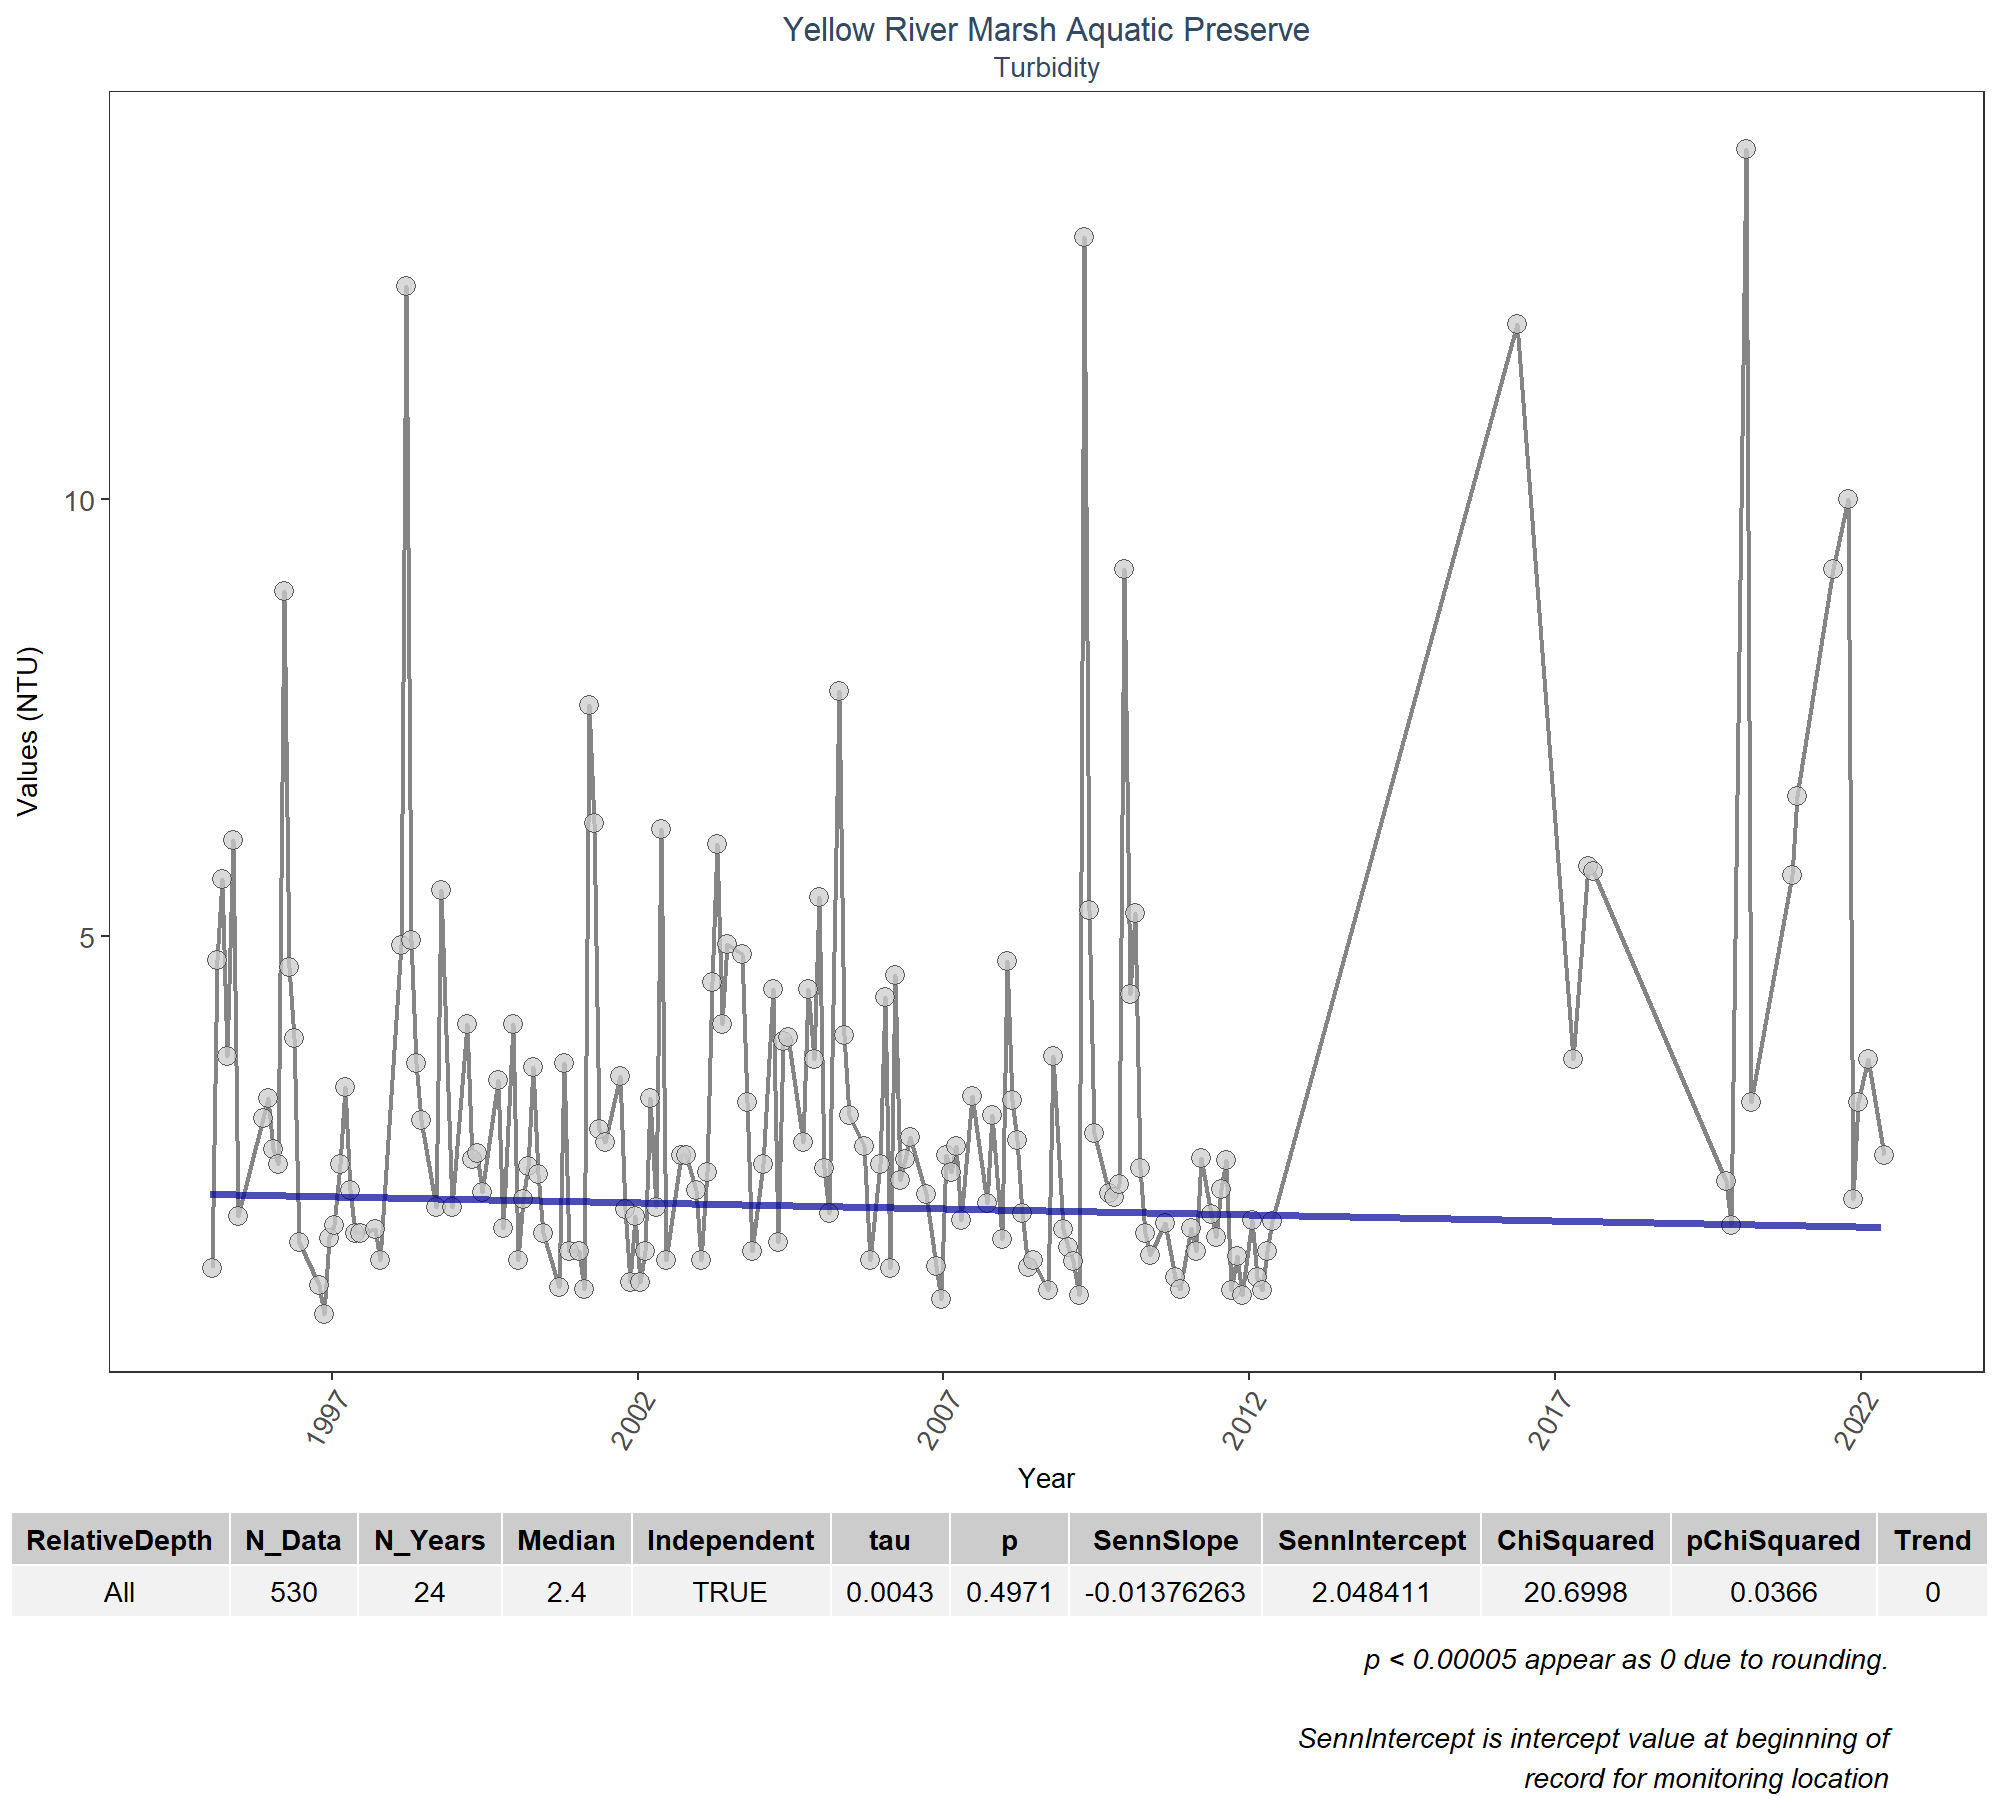 Yellow River Marsh Aquatic Preserve
Turbidity
Values (NTU)
10
5
1997 2002 2007 2012 2017 2022
Year
RelativeDepth N_Data N_Years Median Independent tau p SennSlope SennIntercept ChiSquared pChiSquared Trend
All 530 24 2.4 TRUE 0.0043 0.4971 -0.01376263 2.048411 20.6998 0.0366 0
p < 0.00005 appear as 0 due to rounding.
SennIntercept is intercept value at beginning of
record for monitoring location